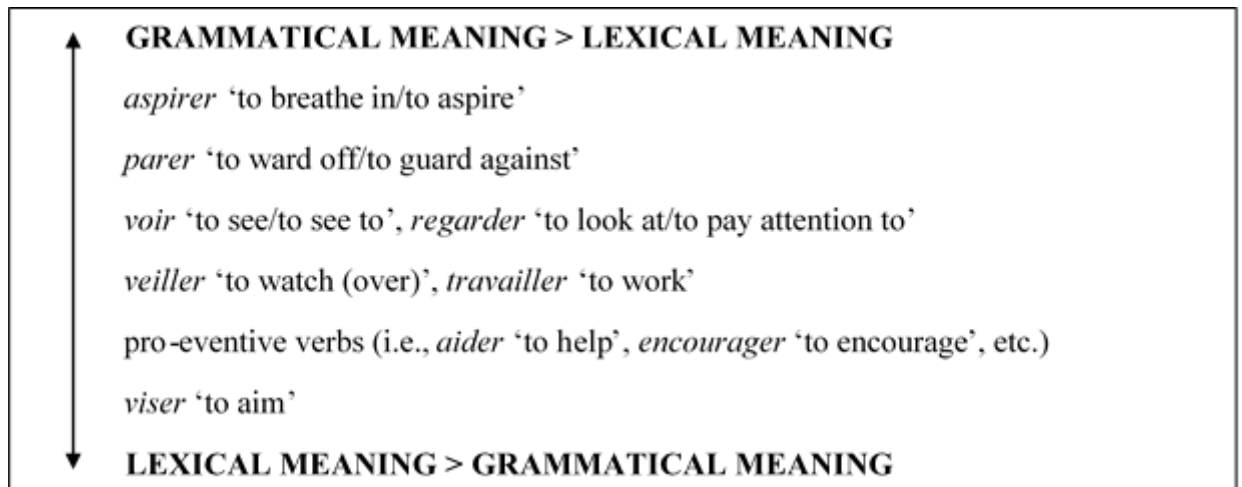 GRAMMATICAL MEANING > LEXICAL MEANING
aspirer ‘to breathe in/to aspire’
parer ‘to ward off/to guard against’
voir ‘to see/to see to’, regarder ‘to look at/to pay attention to’
veiller ‘to watch (over)’, travailler ‘to work’
pro-eventive verbs (i.e., aider ‘to help’, encourager ‘to encourage’, etc.)
viser ‘to aim’
LEXICAL MEANING > GRAMMATICAL MEANING